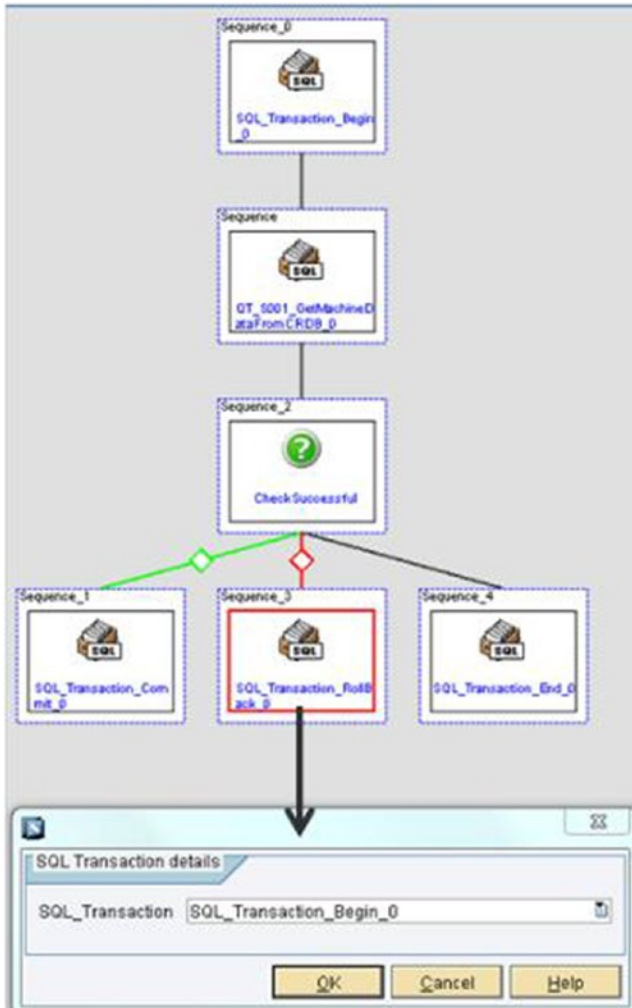 Sequence_0
SQL
SQL_Transaction_Begin
_0
Sequence
SQL
QT_S001_GetMachineD
ataFromCRDB_0
Sequence_2
?
CheckSuccessful
Sequence_1
SQL
SQL_Transaction_Com
mit_0
Sequence_3
SQL
SQL_Transaction_RollB
ack_0
Sequence_4
SQL
SQL_Transaction_End_0
SQL Transaction details
SQL_Transaction SQL_Transaction_Begin_0
OK Cancel Help